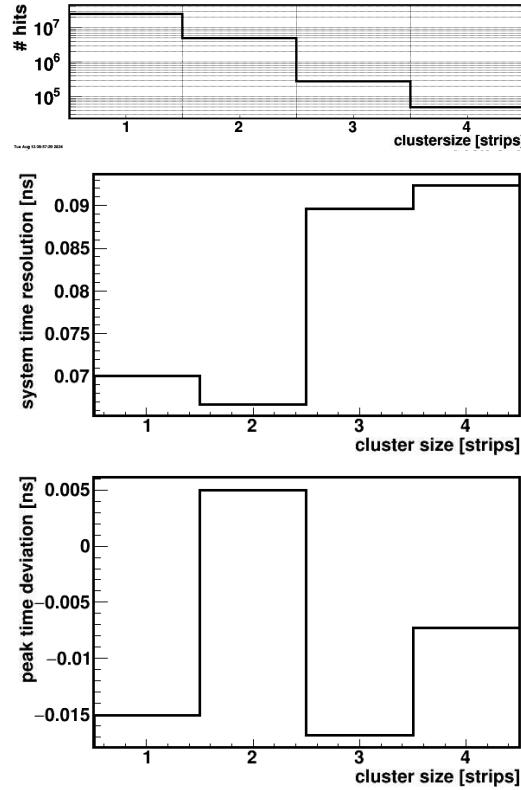 # hits
10⁷
10⁶
10⁵
1 2 3 4
clustersize [strips]
system time resolution [ns]
0.09
0.085
0.08
0.075
0.07
1 2 3 4
cluster size [strips]
peak time deviation [ns]
0.005
0
−0.005
−0.01
−0.015
1 2 3 4
cluster size [strips]